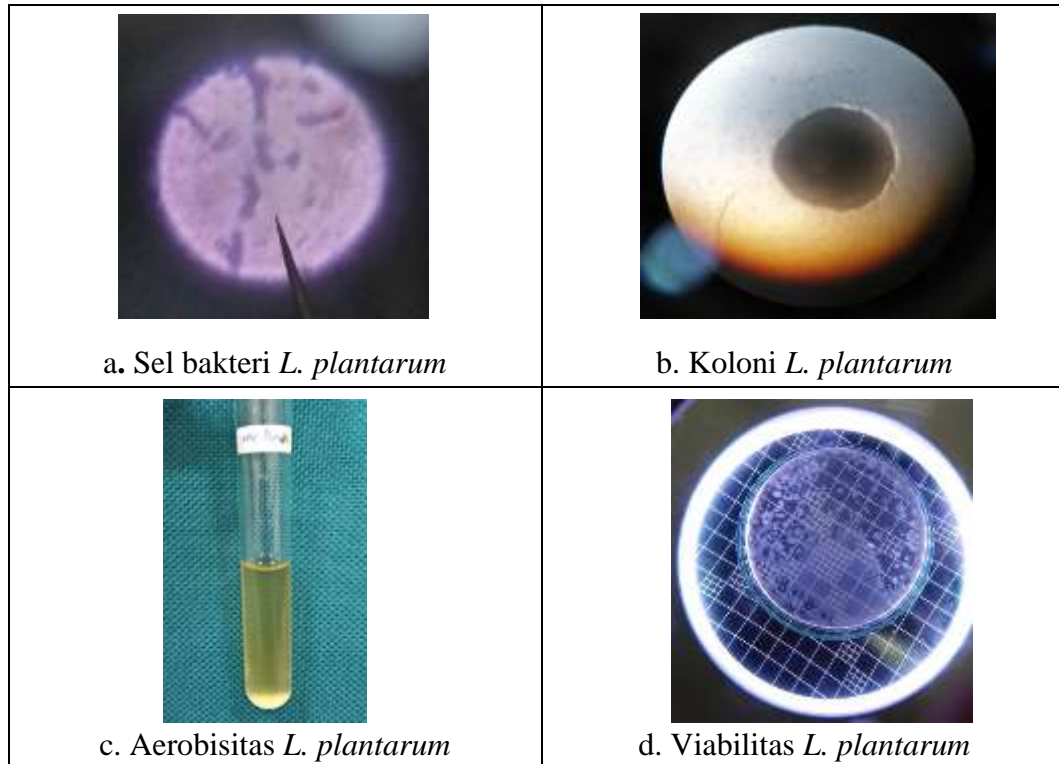 a. Sel bakteri L. plantarum
b. Koloni L. plantarum
c. Aerobisitas L. plantarum
d. Viabilitas L. plantarum